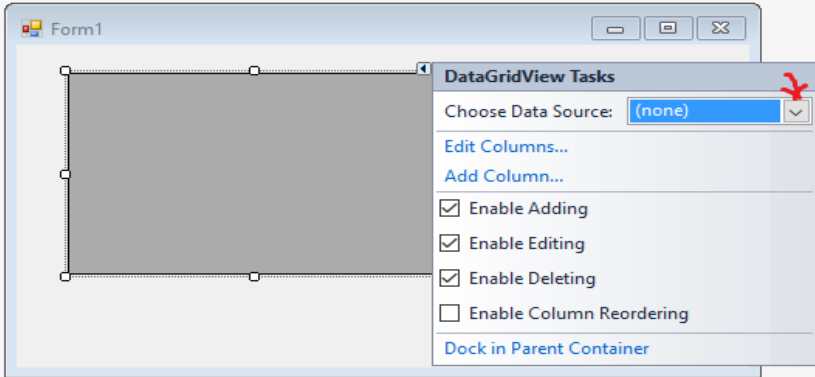 Form1
DataGridView Tasks
Choose Data Source: (none)
Edit Columns...
Add Column...
Enable Adding
Enable Editing
Enable Deleting
Enable Column Reordering
Dock in Parent Container